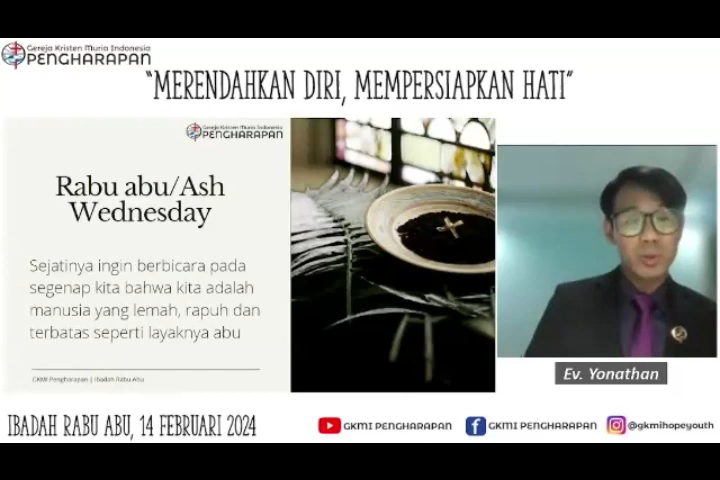 Gereja Kristen Muria Indonesia
PENGHARAPAN
"MERENDAHKAN DIRI, MEMPERSIAPKAN HATI"
Gereja Kristen Muria Indonesia
PENGHARAPAN
Rabu abu/Ash
Wednesday
Sejatinya ingin berbicara pada
segenap kita bahwa kita adalah
manusia yang lemah, rapuh dan
terbatas seperti layaknya abu
GKMI Pengharapan | Ibadah Rabu Abu
Ev. Yonathan
IBADAH RABU ABU, 14 FEBRUARI 2024
GKMI PENGHARAPAN
GKMI PENGHARAPAN
@gkmihopeyouth